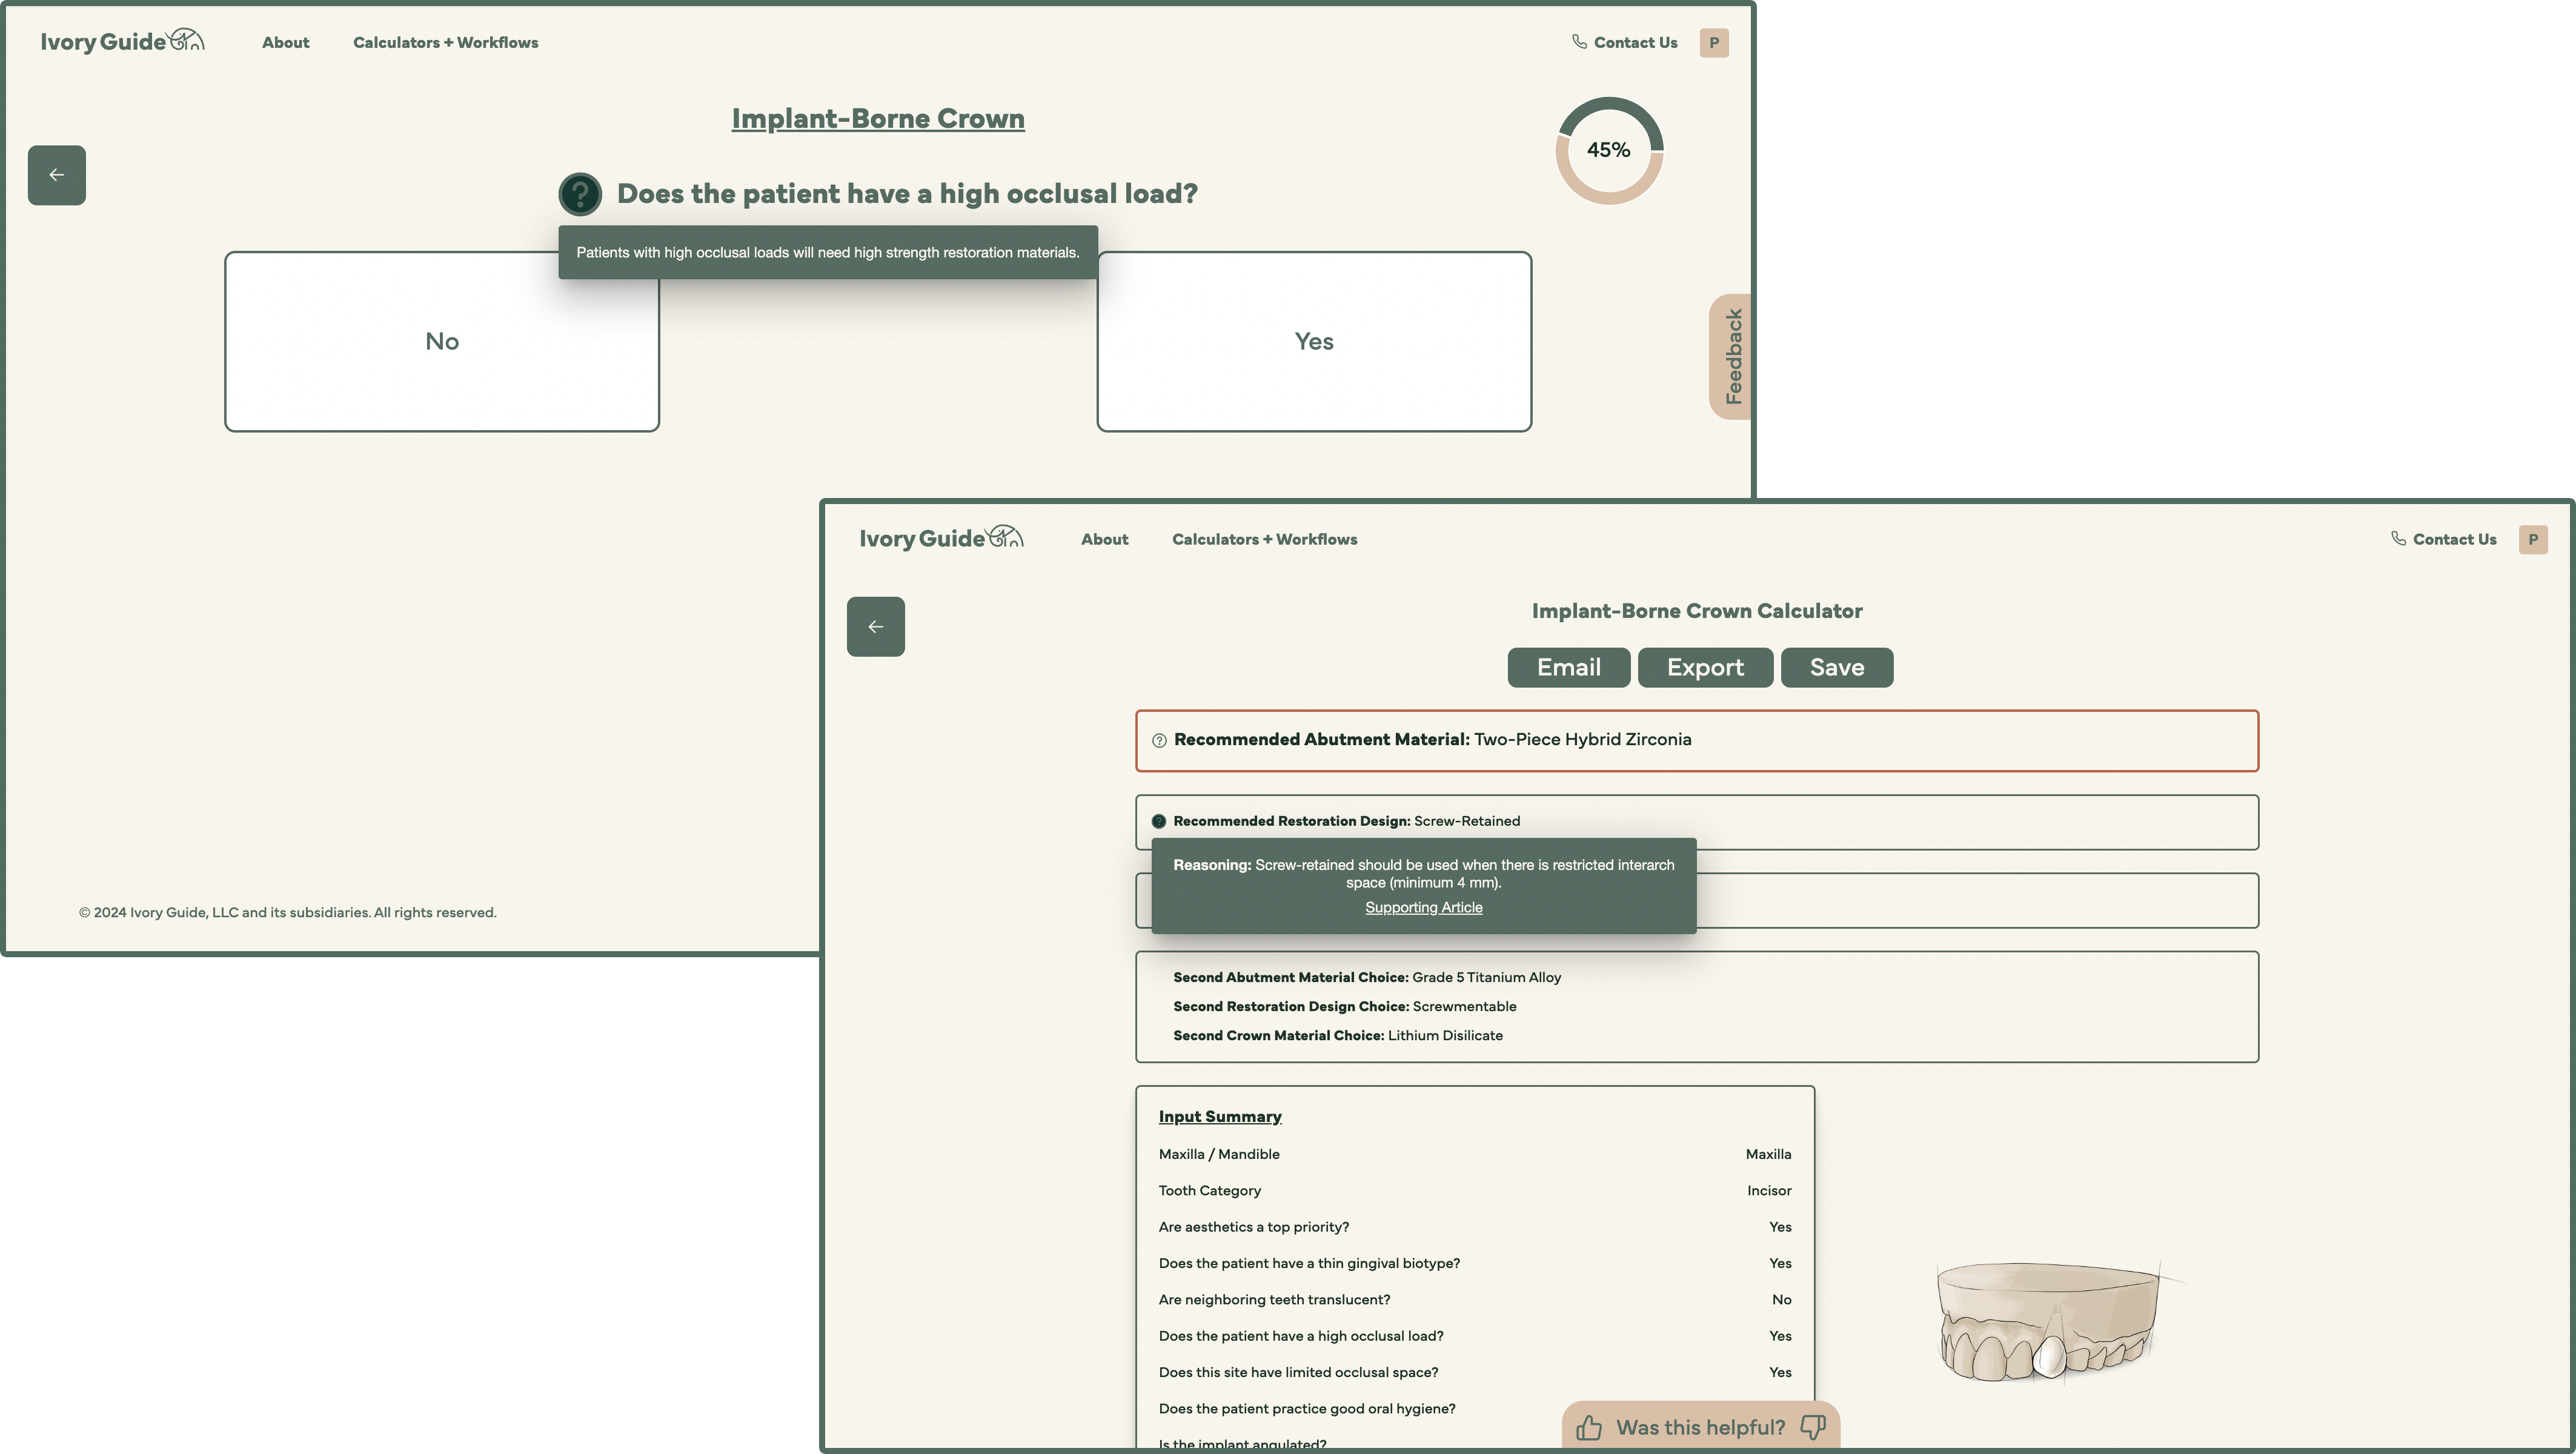 Ivory Guide
About
Calculators + Workflows
Contact Us
P
Implant-Borne Crown
45%
?
Does the patient have a high occlusal load?
Patients with high occlusal loads will need high strength restoration materials.
No
Yes
Feedback
© 2024 Ivory Guide, LLC and its subsidiaries. All rights reserved.
Ivory Guide
About
Calculators + Workflows
Contact Us
P
Implant-Borne Crown Calculator
Email
Export
Save
? Recommended Abutment Material: Two-Piece Hybrid Zirconia
? Recommended Restoration Design: Screw-Retained
Reasoning: Screw-retained should be used when there is restricted interarch
space (minimum 4 mm).
Supporting Article
Second Abutment Material Choice: Grade 5 Titanium Alloy
Second Restoration Design Choice: Screwmentable
Second Crown Material Choice: Lithium Disilicate
Input Summary
Maxilla / Mandible Maxilla
Tooth Category Incisor
Are aesthetics a top priority? Yes
Does the patient have a thin gingival biotype? Yes
Are neighboring teeth translucent? No
Does the patient have a high occlusal load? Yes
Does this site have limited occlusal space? Yes
Does the patient practice good oral hygiene?
Is the implant angulated?
Was this helpful?